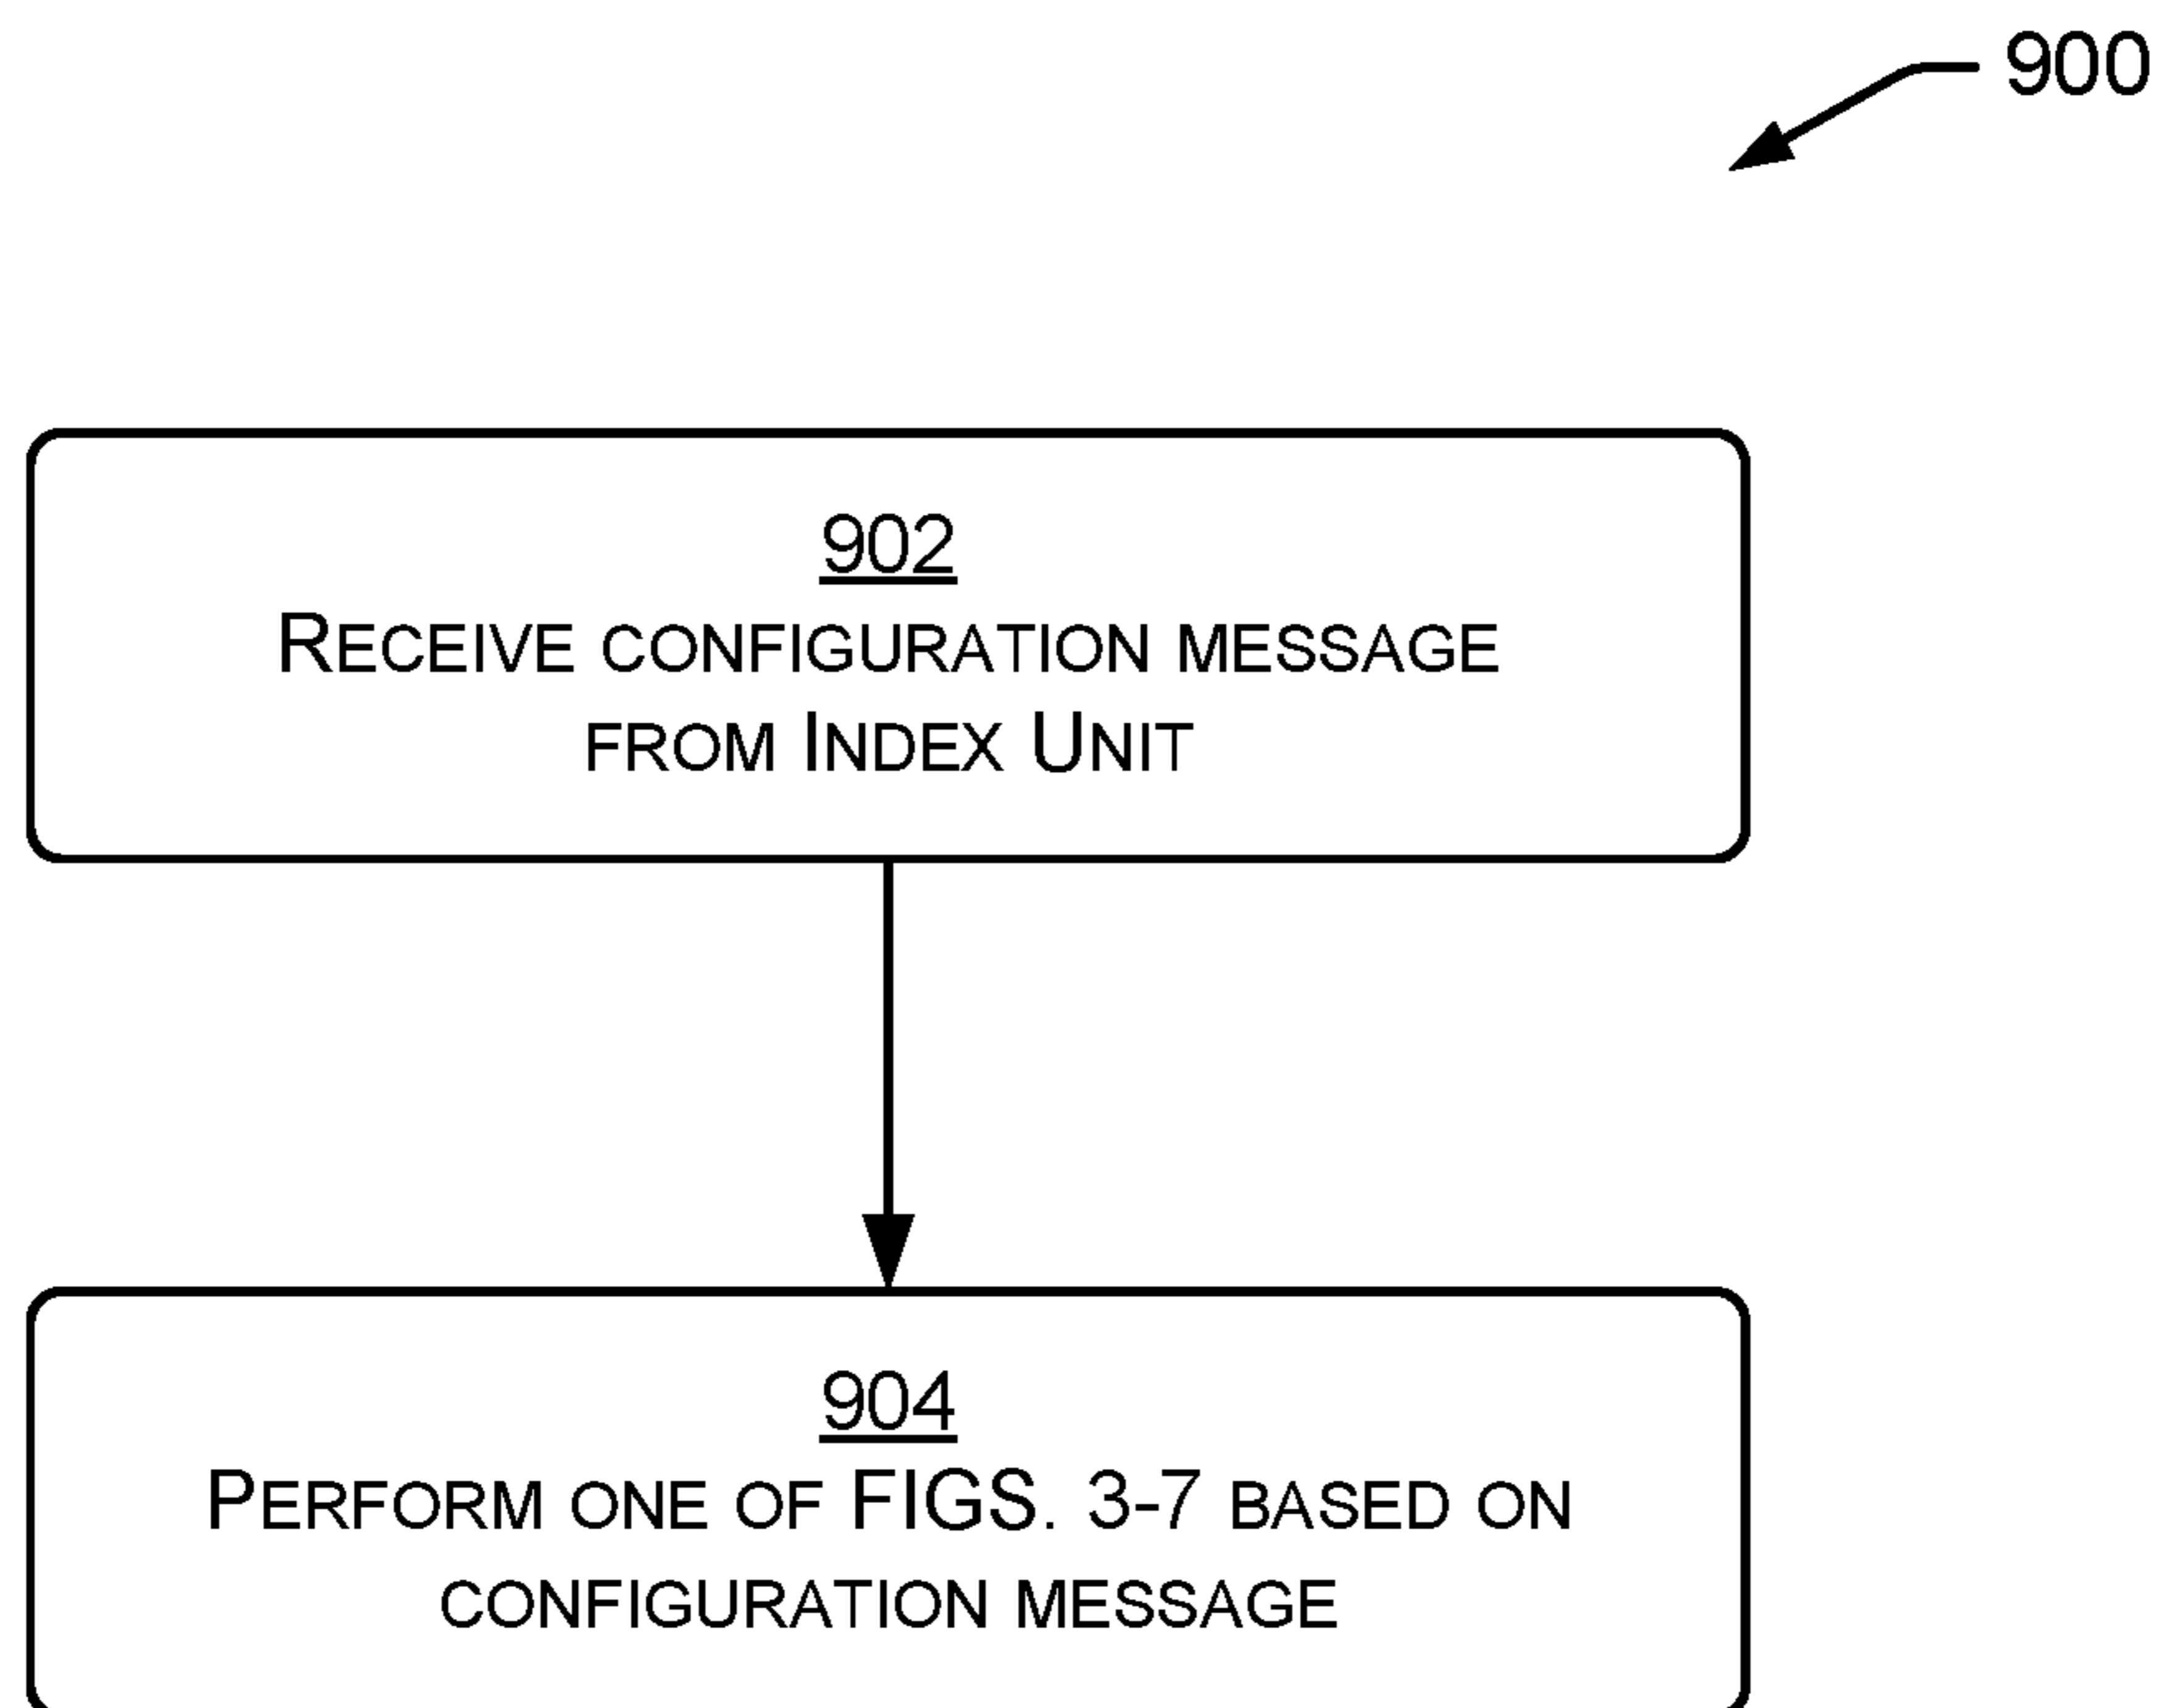 900
902
RECEIVE CONFIGURATION MESSAGE
FROM INDEX UNIT
904
PERFORM ONE OF FIGS. 3-7 BASED ON
CONFIGURATION MESSAGE